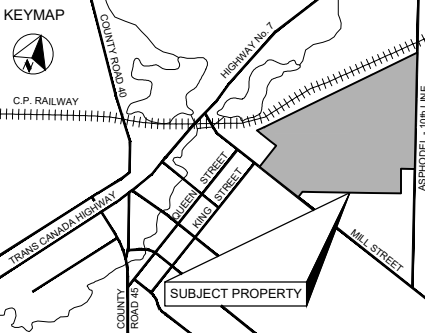 KEYMAP
COUNTY ROAD 40
HIGHWAY No. 7
C.P. RAILWAY
ASPHODEL - 10th LINE
QUEEN STREET
KING STREET
TRANS CANADA HIGHWAY
MILL STREET
SUBJECT PROPERTY
COUNTY
ROAD 45